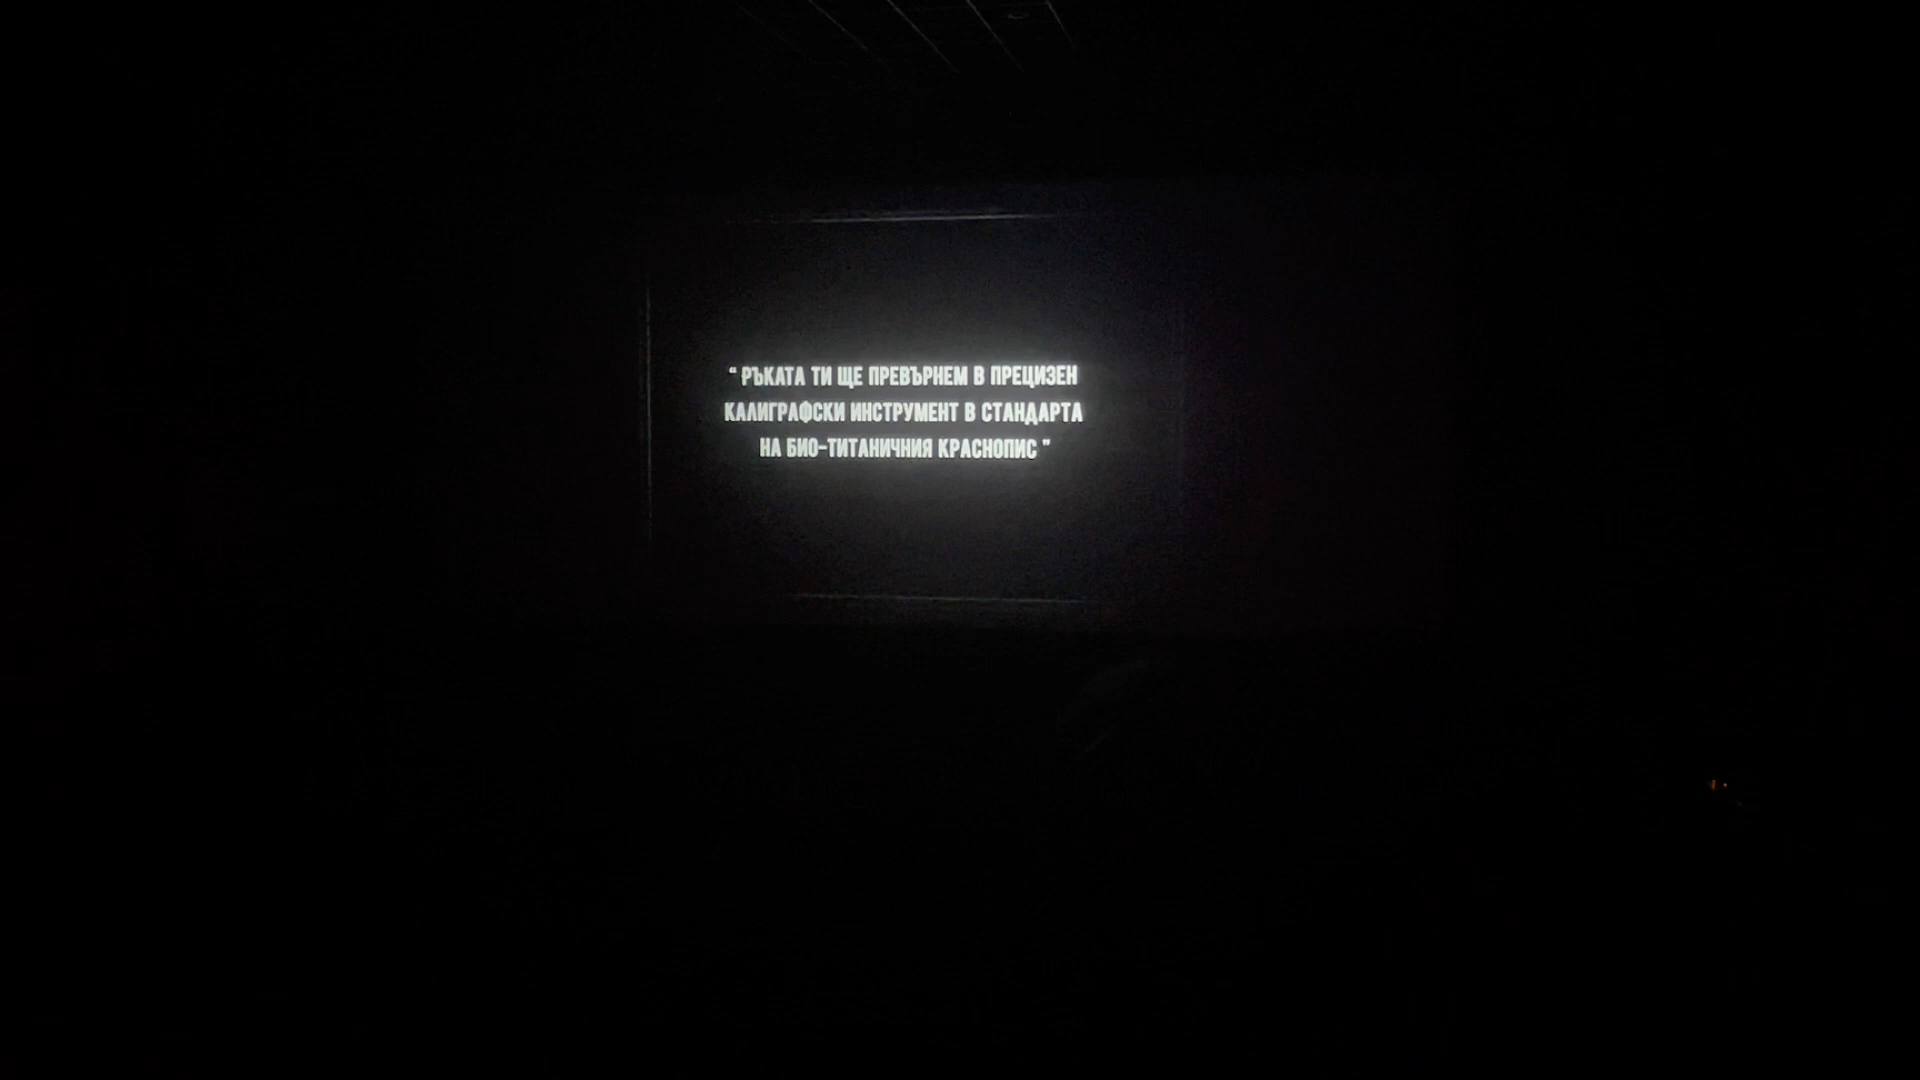 “ РЪКАТА ТИ ЩЕ ПРЕВЪРНЕМ В ПРЕЦИЗЕН
КАЛИГРАФСКИ ИНСТРУМЕНТ В СТАНДАРТА
НА БИО-ТИТАНИЧНИЯ КРАСНОПИС ”